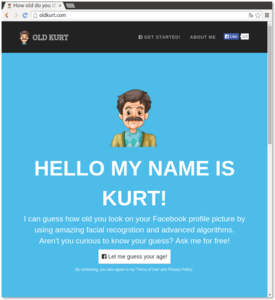 How old do you l
oldkurt.com
OLD KURT
GET STARTED!
ABOUT ME
Like
HELLO MY NAME IS
KURT!
I can guess how old you look on your Facebook profile picture by
using amazing facial recognition and advanced algorithms.
Aren't you curious to know your guess? Ask me for free!
Let me guess your age!
By continuing, you also agree to my Terms of User and Privacy Policy.